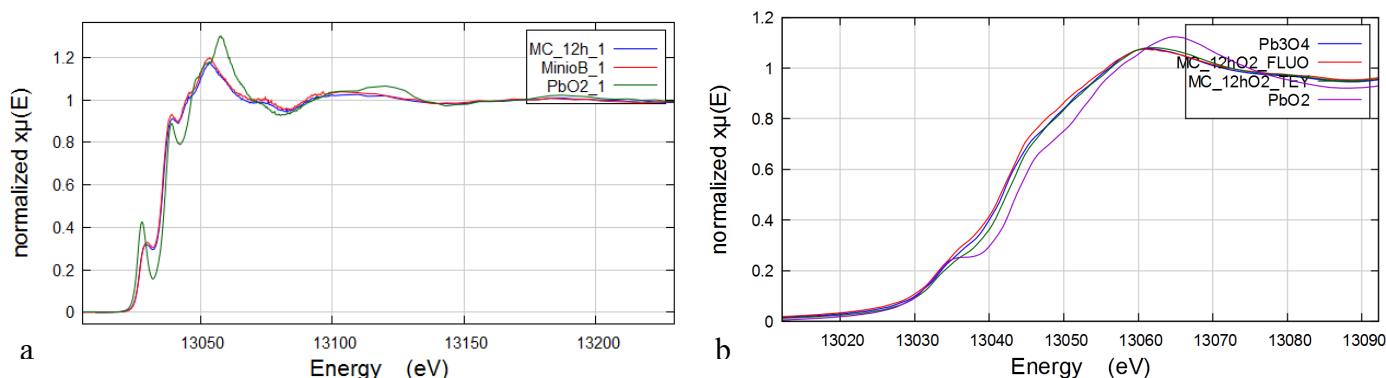 1.2
1
0.8
0.6
0.4
0.2
0
normalized xμ(E)
MC_12h_1
MinioB_1
PbO2_1
13050
13100
13150
13200
Energy (eV)
a
1.2
1
0.8
0.6
0.4
0.2
0
normalized xμ(E)
Pb3O4
MC_12hO2_FLUO
MC_12hO2_TEY
PbO2
13020
13030
13040
13050
13060
13070
13080
13090
Energy (eV)
b